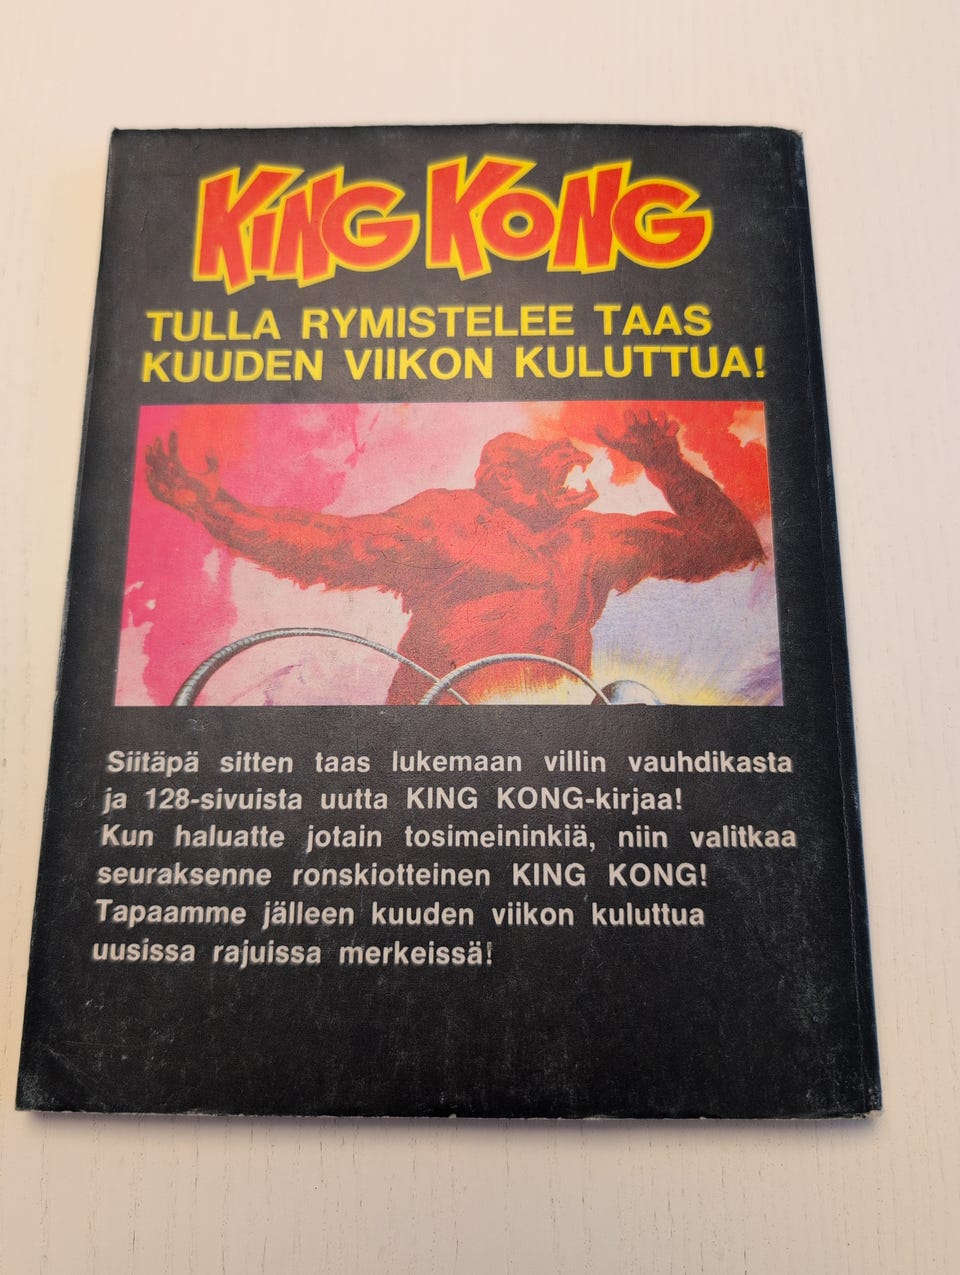 KING KONG
TULLA RYMISTELEE TAAS
KUUDEN VIIKON KULUTTUA!
Siitäpä sitten taas lukemaan villin vauhdikasta
ja 128-sivuista uutta KING KONG-kirjaa!
Kun haluatte jotain tosimeininkiä, niin valitkaa
seuraksenne ronskiotteinen KING KONG!
Tapaamme jälleen kuuden viikon kuluttua
uusissa rajuissa merkeissä!